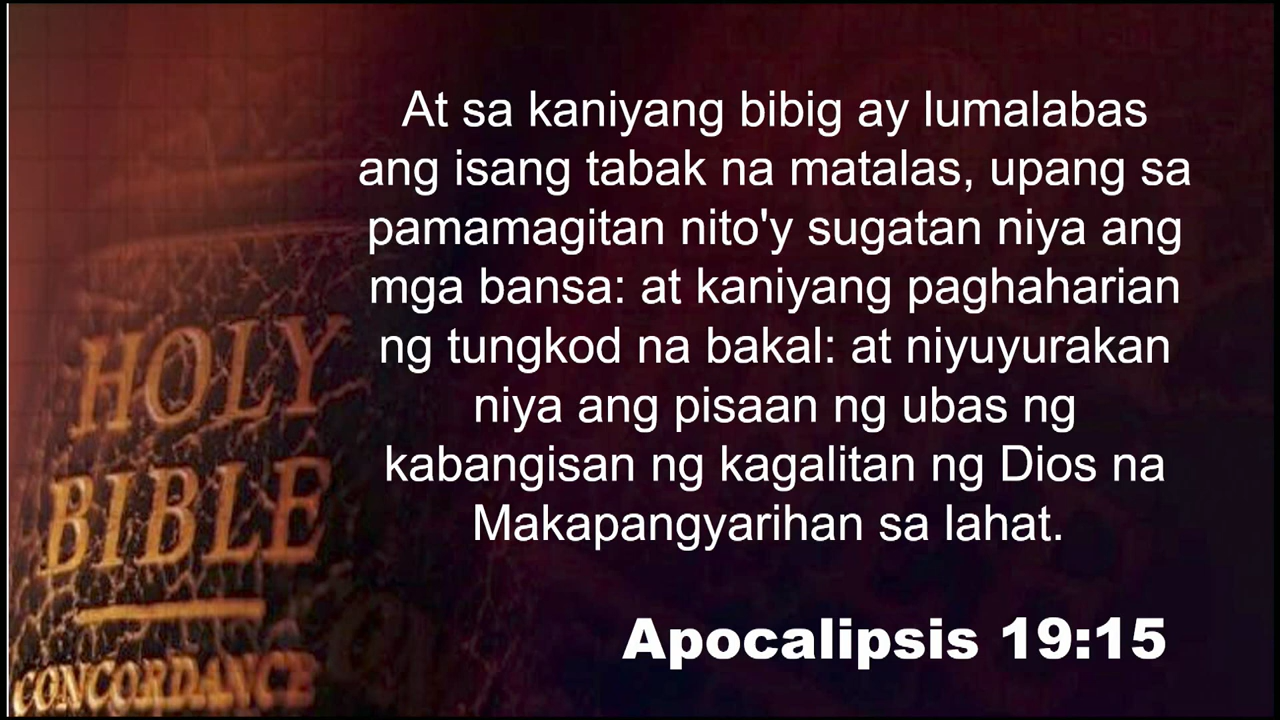 At sa kaniyang bibig ay lumalabas
ang isang tabak na matalas, upang sa
pamamagitan nito'y sugatan niya ang
mga bansa: at kaniyang paghaharian
ng tungkod na bakal: at niyuyurakan
niya ang pisaan ng ubas ng
kabangisan ng kagalitan ng Dios na
Makapangyarihan sa lahat.
Apocalipsis 19:15
HOLY
BIBLE
CONCORDANCE